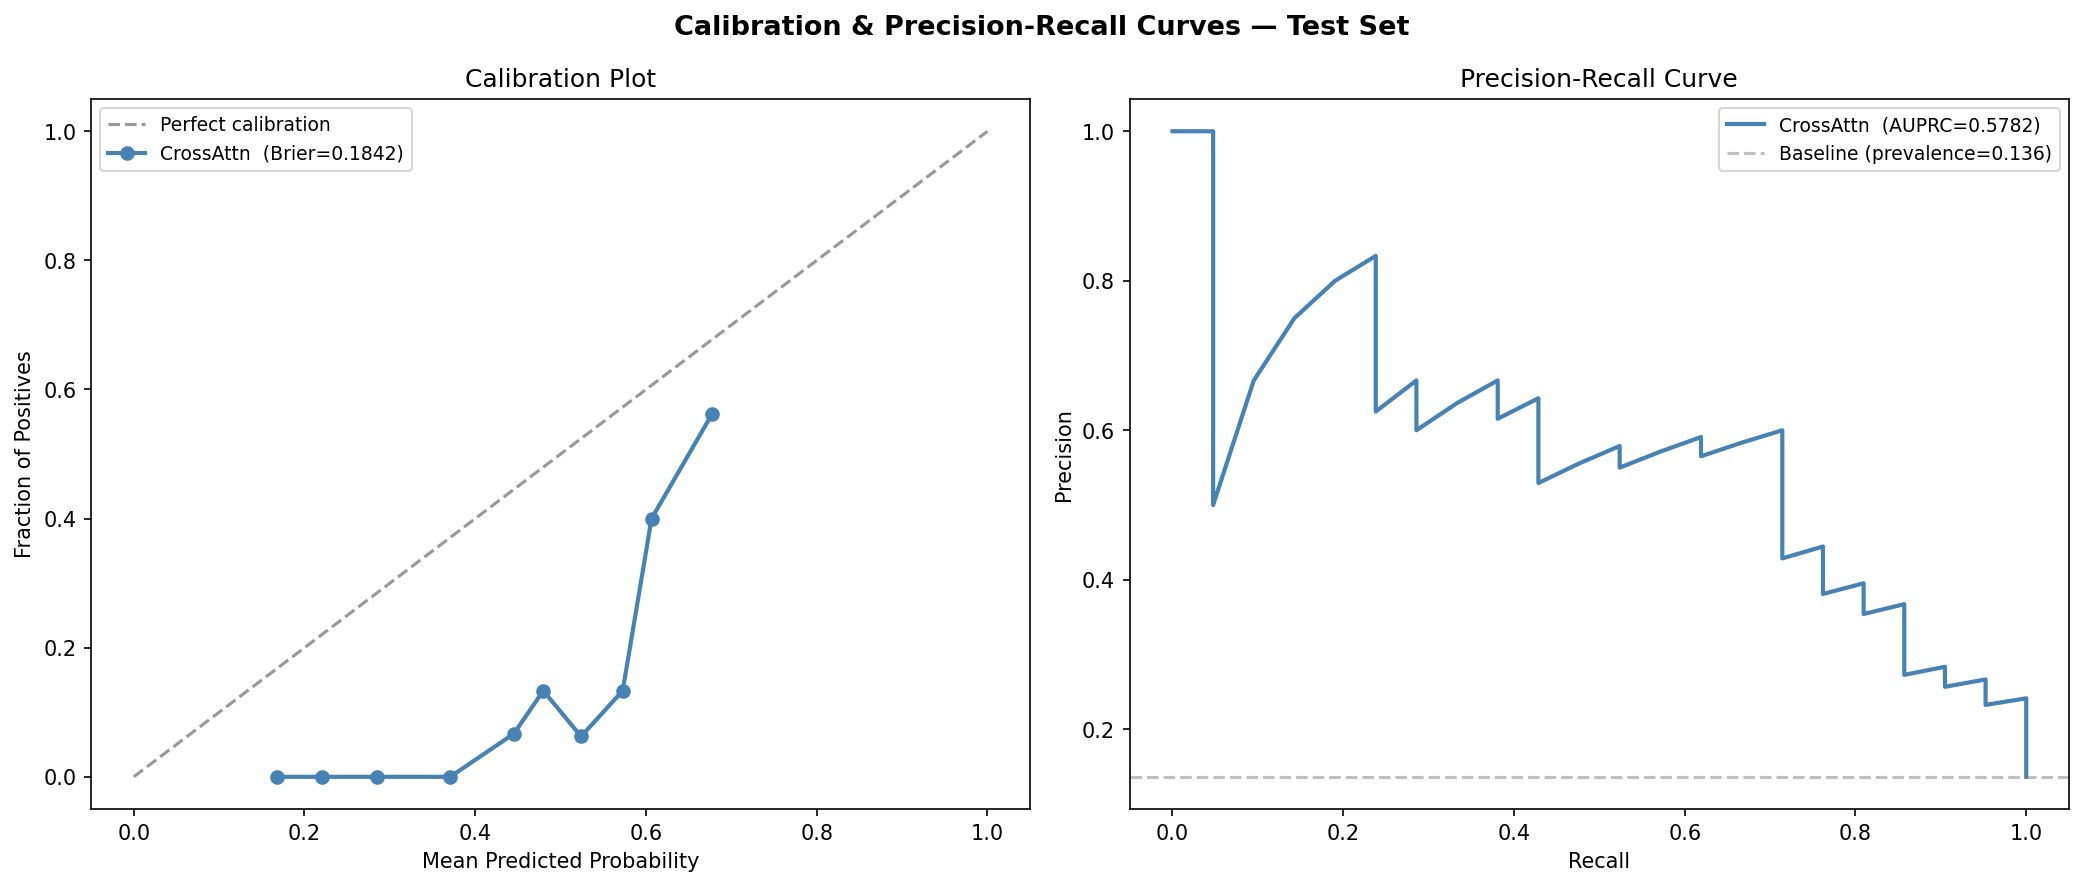 Calibration & Precision-Recall Curves — Test Set
Calibration Plot
Perfect calibration
CrossAttn (Brier=0.1842)
Fraction of Positives
1.0
0.8
0.6
0.4
0.2
0.0
0.0 0.2 0.4 0.6 0.8 1.0
Mean Predicted Probability
Precision-Recall Curve
CrossAttn (AUPRC=0.5782)
Baseline (prevalence=0.136)
Precision
1.0
0.8
0.6
0.4
0.2
0.0 0.2 0.4 0.6 0.8 1.0
Recall